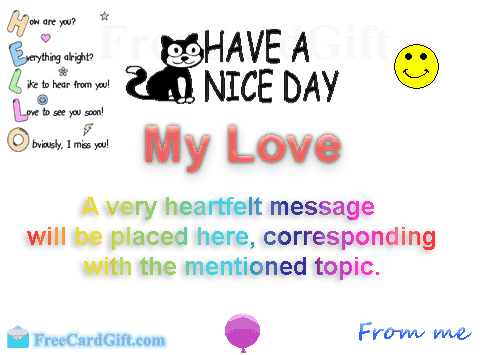 How are you?
Everything alright?
Like to hear from you!
Love to see you soon!
Obviously, I miss you!
FreeCardGift
HAVE A
NICE DAY
My Love
A very heartfelt message
will be placed here, corresponding
with the mentioned topic.
FreeCardGift.com
From me